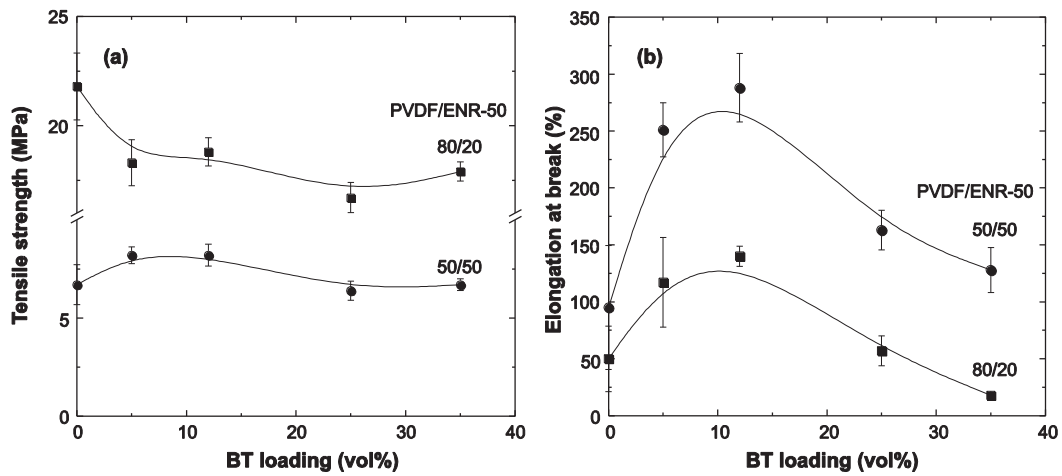 (a)
Tensile strength (MPa)
25
20
5
0
PVDF/ENR-50
80/20
50/50
0 10 20 30 40
BT loading (vol%)
(b)
Elongation at break (%)
350
300
250
200
150
100
50
0
PVDF/ENR-50
50/50
80/20
0 10 20 30 40
BT loading (vol%)